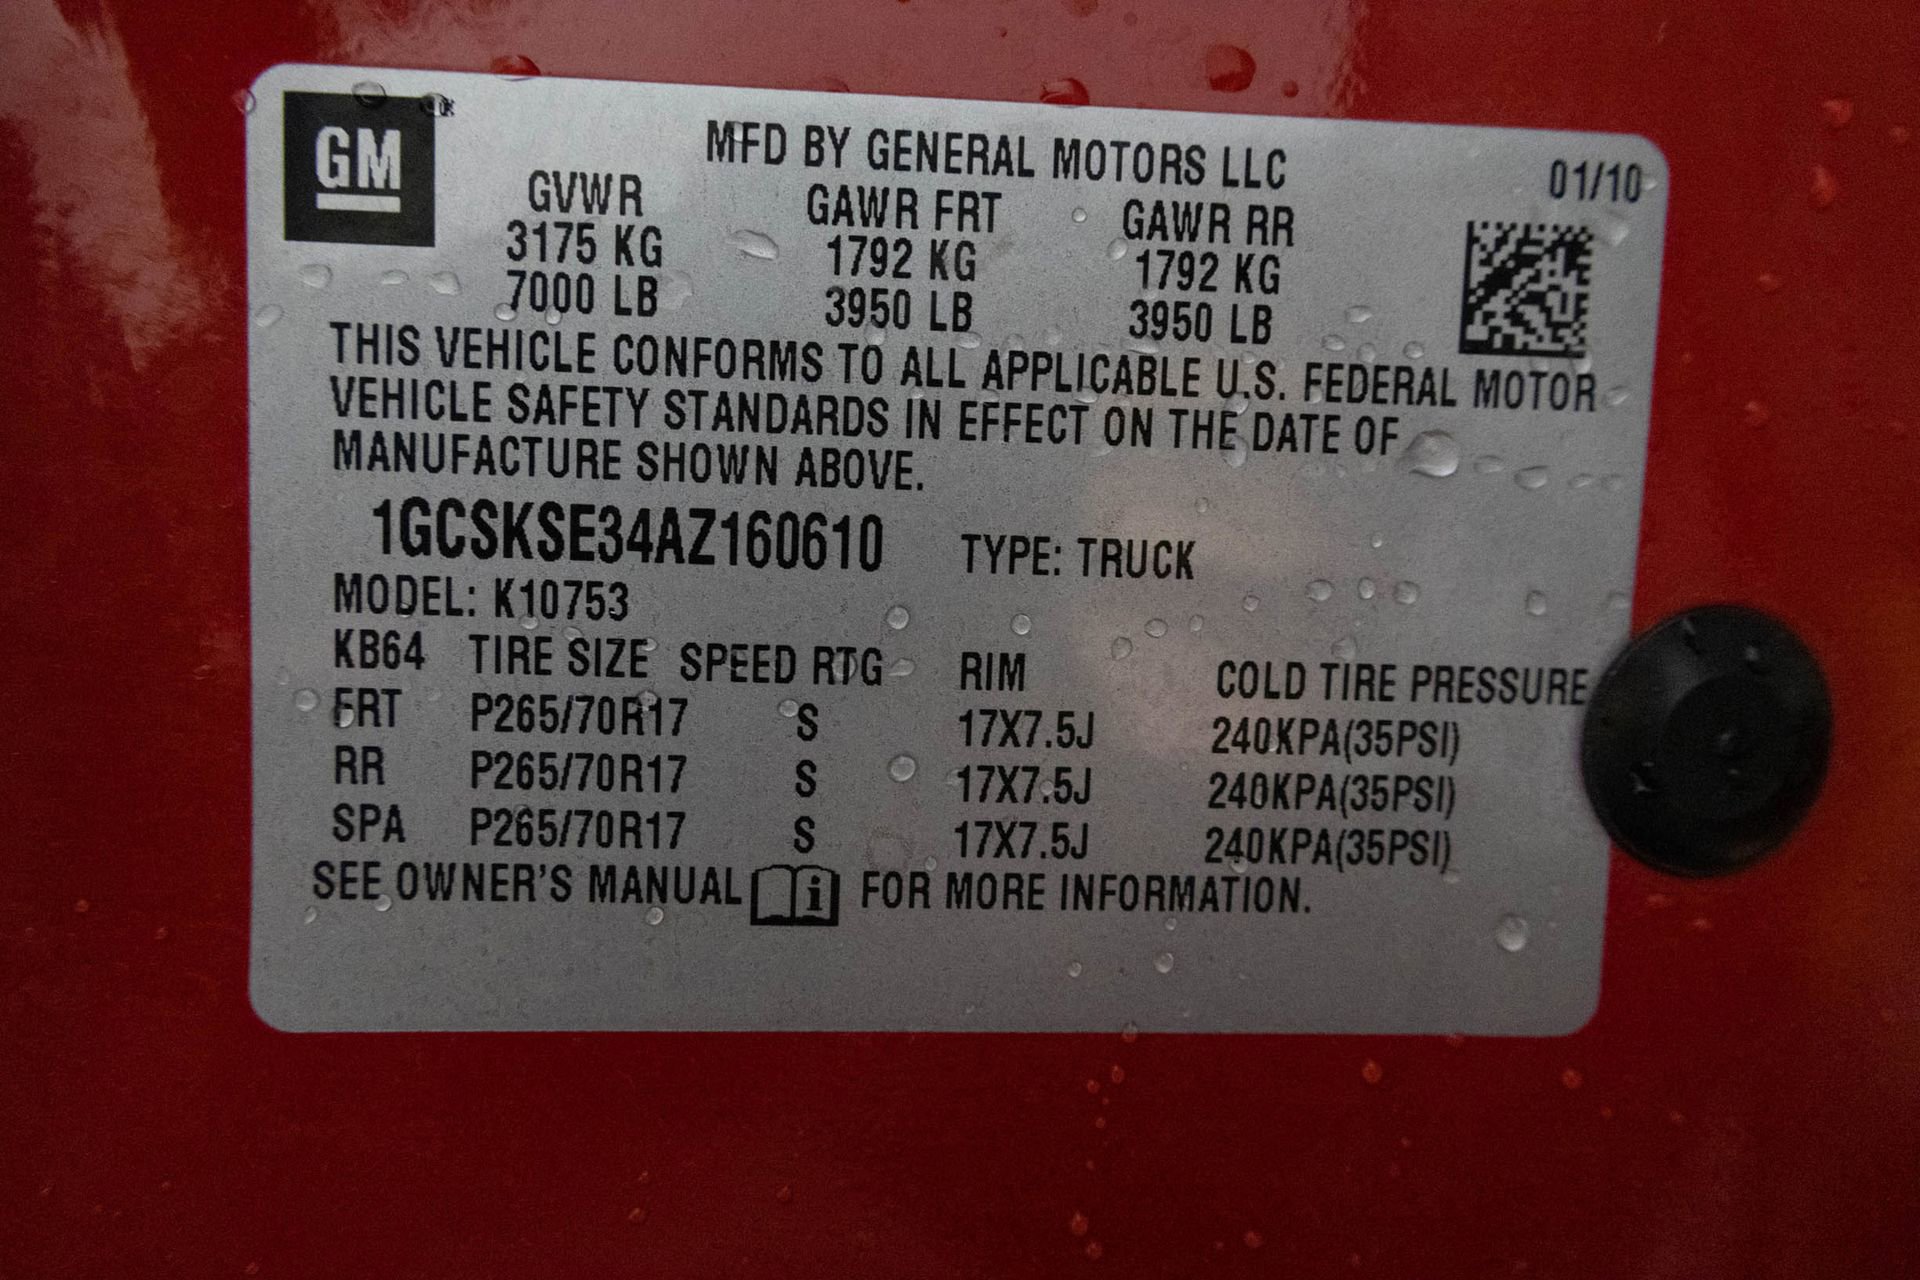 GM
MFD BY GENERAL MOTORS LLC
01/10
GVWR GAWR FRT GAWR RR
3175 KG 1792 KG 1792 KG
7000 LB 3950 LB 3950 LB
THIS VEHICLE CONFORMS TO ALL APPLICABLE U.S. FEDERAL MOTOR
VEHICLE SAFETY STANDARDS IN EFFECT ON THE DATE OF
MANUFACTURE SHOWN ABOVE.
1GCSKSE34AZ160610 TYPE: TRUCK
MODEL: K10753
KB64 TIRE SIZE SPEED RTG RIM COLD TIRE PRESSURE
FRT P265/70R17 S 17X7.5J 240KPA(35PSI)
RR P265/70R17 S 17X7.5J 240KPA(35PSI)
SPA P265/70R17 S 17X7.5J 240KPA(35PSI)
SEE OWNER'S MANUAL i FOR MORE INFORMATION.